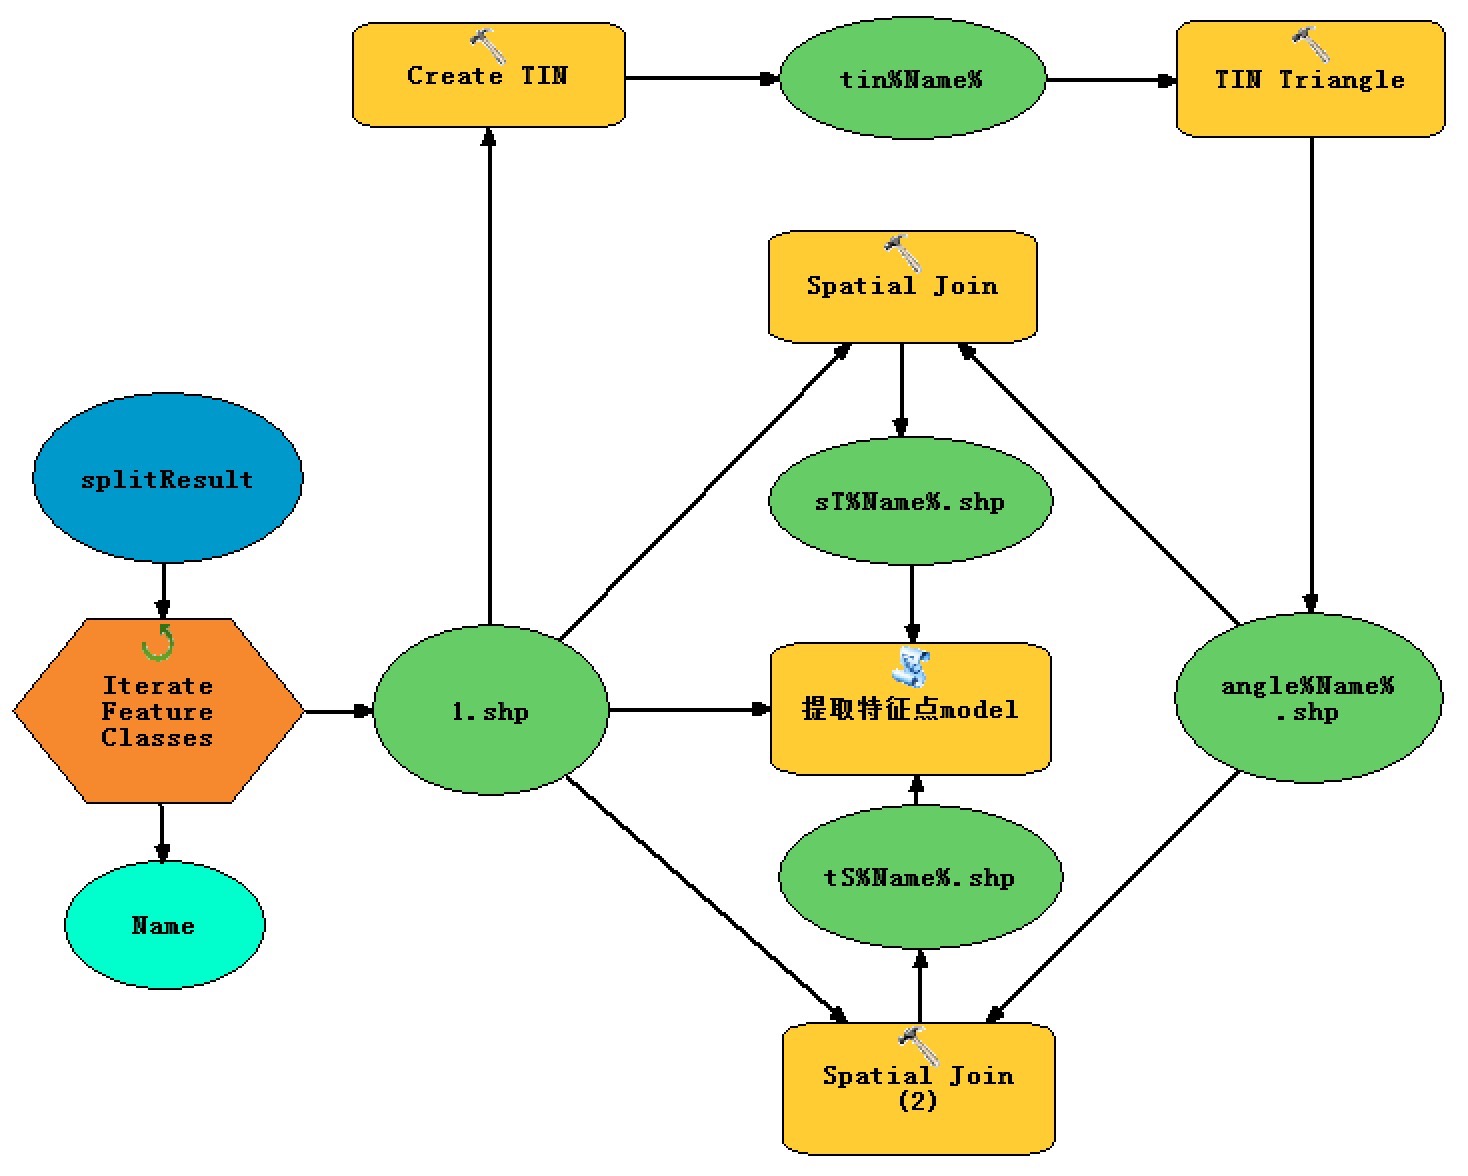 Create TIN
tin%Name%
TIN Triangle
Spatial Join
splitResult
sT%Name%.shp
Iterate
Feature
Classes
1.shp
提取特征点model
angle%Name%
.shp
tS%Name%.shp
Name
Spatial Join
(2)